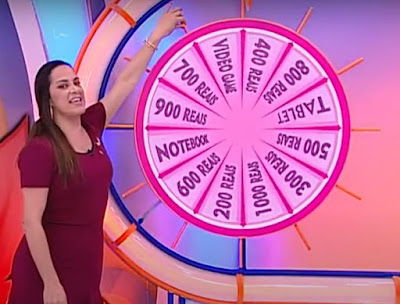 VIDEO GAME
400 REAIS
800 REAIS
TABLET
500 REAIS
300 REAIS
1000 REAIS
200 REAIS
600 REAIS
NOTEBOOK
900 REAIS
700 REAIS